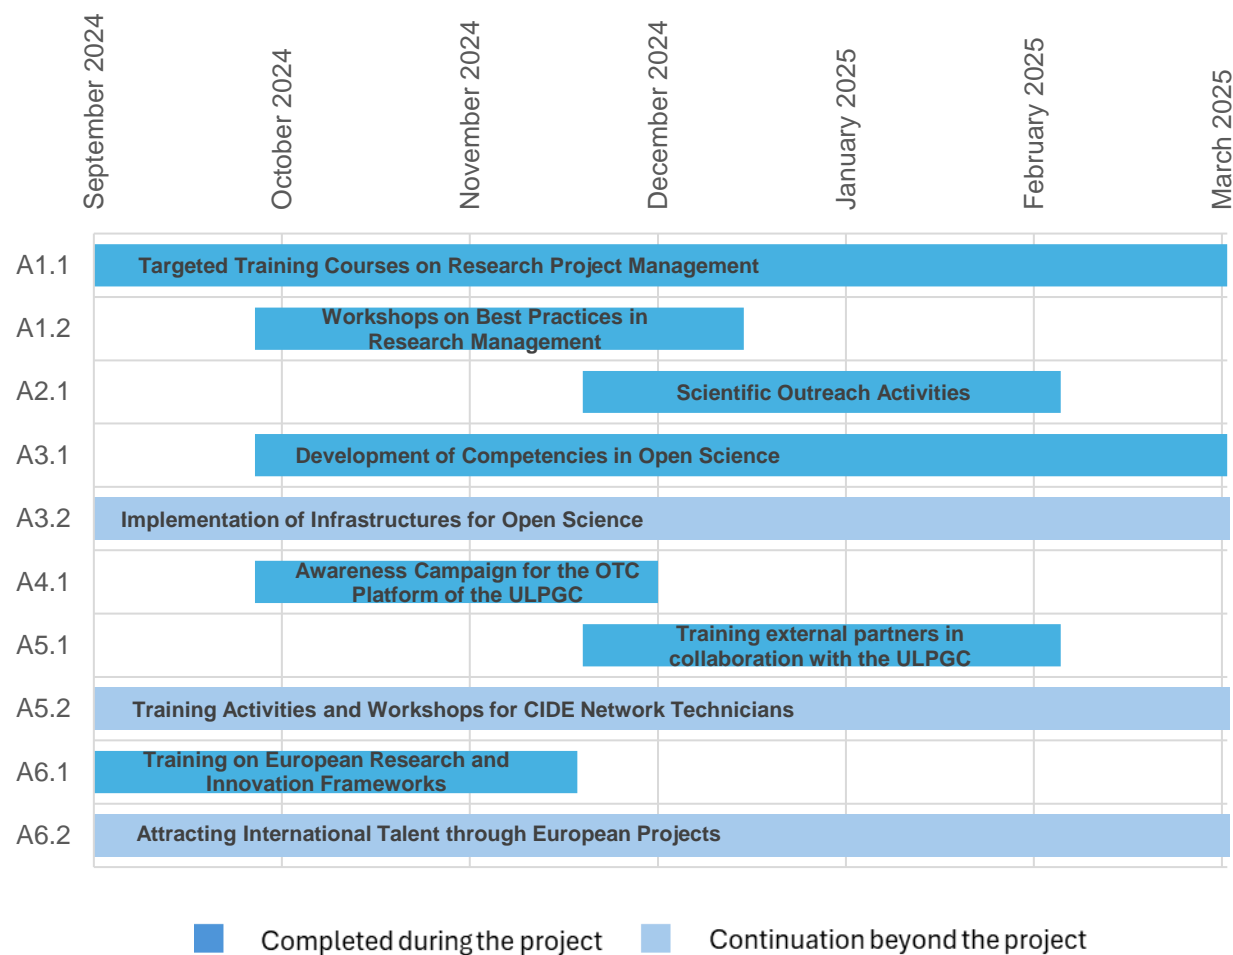 September 2024
October 2024
November 2024
December 2024
January 2025
February 2025
March 2025
A1.1
Targeted Training Courses on Research Project Management
A1.2
Workshops on Best Practices in
Research Management
A2.1
Scientific Outreach Activities
A3.1
Development of Competencies in Open Science
A3.2
Implementation of Infrastructures for Open Science
A4.1
Awareness Campaign for the OTC
Platform of the ULPGC
A5.1
Training external partners in
collaboration with the ULPGC
A5.2
Training Activities and Workshops for CIDE Network Technicians
A6.1
Training on European Research and
Innovation Frameworks
A6.2
Attracting International Talent through European Projects
Completed during the project
Continuation beyond the project